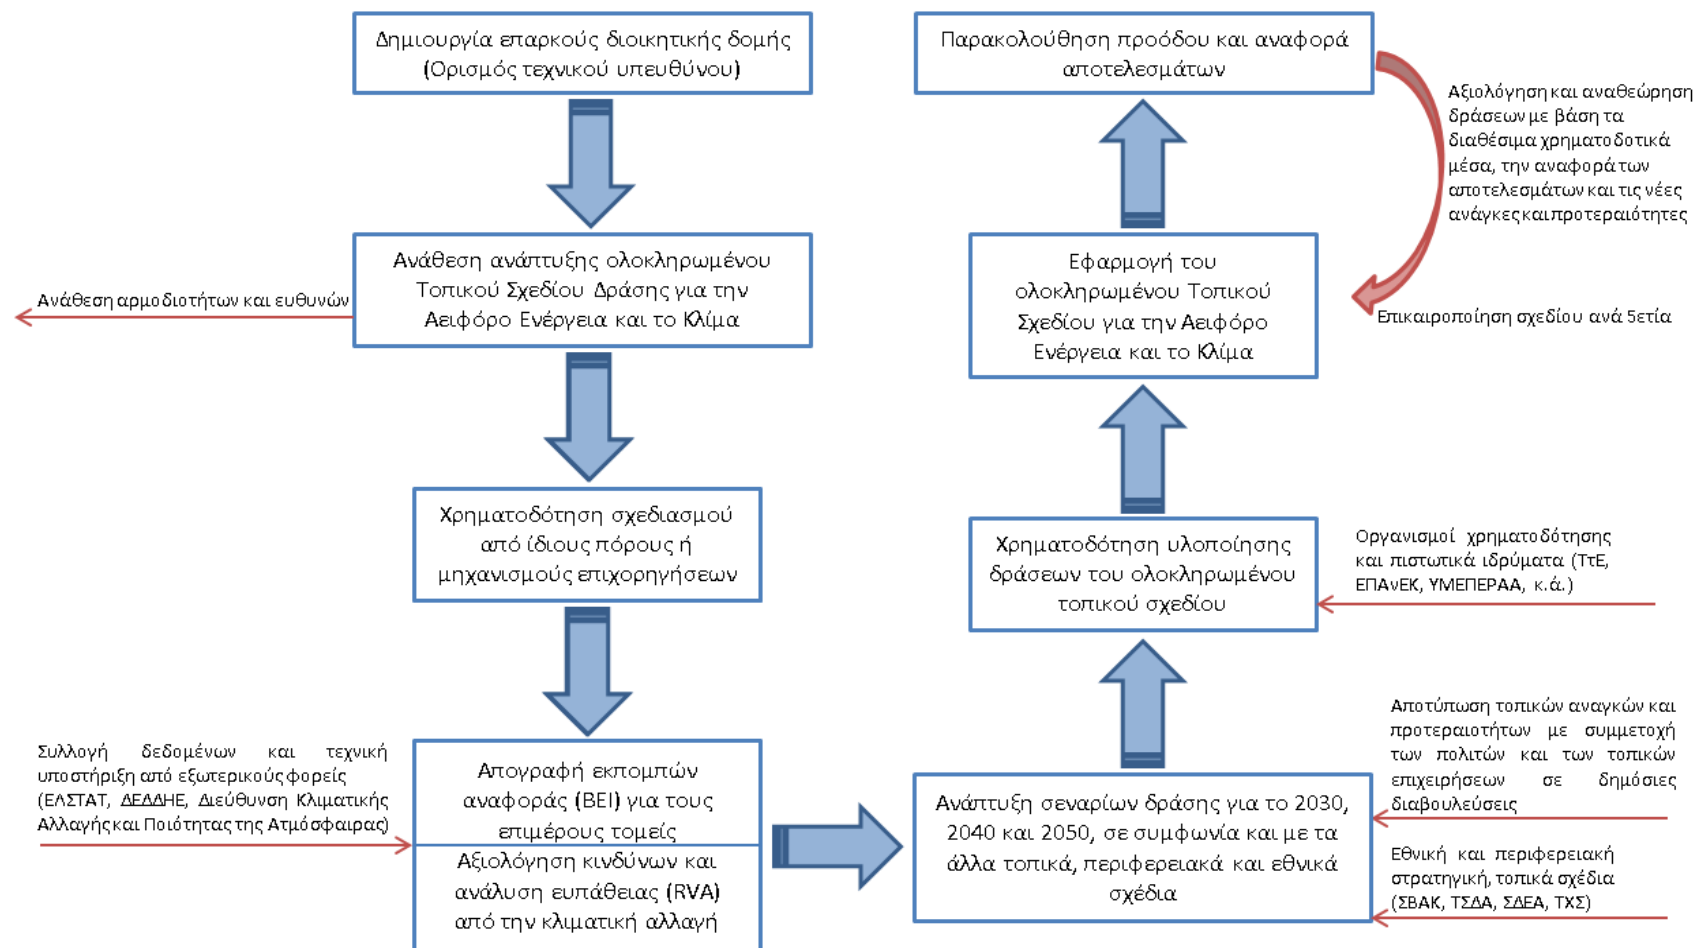 Δημιουργία επαρκούς διοικητικής δομής
(Ορισμός τεχνικού υπευθύνου)
Ανάθεση ανάπτυξης ολοκληρωμένου
Τοπικού Σχεδίου Δράσης για την
Αειφόρο Ενέργεια και το Κλίμα
Ανάθεση αρμοδιοτήτων και ευθυνών
Χρηματοδότηση σχεδιασμού
από ίδιους πόρους ή
μηχανισμούς επιχορηγήσεων
Συλλογή δεδομένων και τεχνική
υποστήριξη από εξωτερικούς φορείς
(ΕΛΣΤΑΤ, ΔΕΔΔΗΕ, Διεύθυνση Κλιματικής
Αλλαγής και Ποιότητας της Ατμόσφαιρας)
Απογραφή εκπομπών
αναφοράς (BEI) για τους
επιμέρους τομείς
Αξιολόγηση κινδύνων και
ανάλυση ευπάθειας (RVA)
από την κλιματική αλλαγή
Ανάπτυξη σεναρίων δράσης για το 2030,
2040 και 2050, σε συμφωνία και με τα
άλλα τοπικά, περιφερειακά και εθνικά
σχέδια
Αποτύπωση τοπικών αναγκών και
προτεραιοτήτων με συμμετοχή
των πολιτών και των τοπικών
επιχειρήσεων σε δημόσιες
διαβουλεύσεις
Εθνική και περιφερειακή
στρατηγική, τοπικά σχέδια
(ΣΒΑΚ, ΤΣΔΑ, ΣΔΕΑ, ΤΧΣ)
Χρηματοδότηση υλοποίησης
δράσεων του ολοκληρωμένου
τοπικού σχεδίου
Οργανισμοί χρηματοδότησης
και πιστωτικά ιδρύματα (ΤτΕ,
ΕΠΑνΕΚ, ΥΜΕΠΕΡΑΑ, κ.ά.)
Εφαρμογή του
ολοκληρωμένου Τοπικού
Σχεδίου για την Αειφόρο
Ενέργεια και το Κλίμα
Παρακολούθηση προόδου και αναφορά
αποτελεσμάτων
Αξιολόγηση και αναθεώρηση
δράσεων με βάση τα
διαθέσιμα χρηματοδοτικά
μέσα, την αναφορά των
αποτελεσμάτων και τις νέες
ανάγκες και προτεραιότητες
Επικαιροποίηση σχεδίου ανά 5ετία